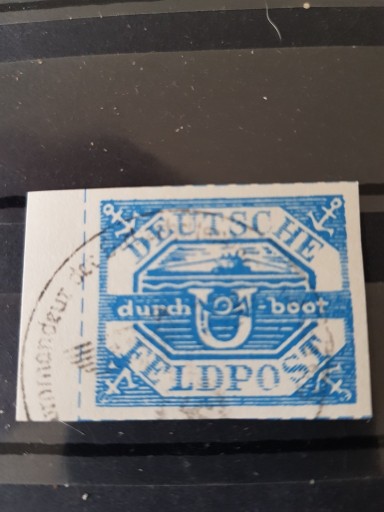 DEUTSCHE
durch U boot
FELDPOST